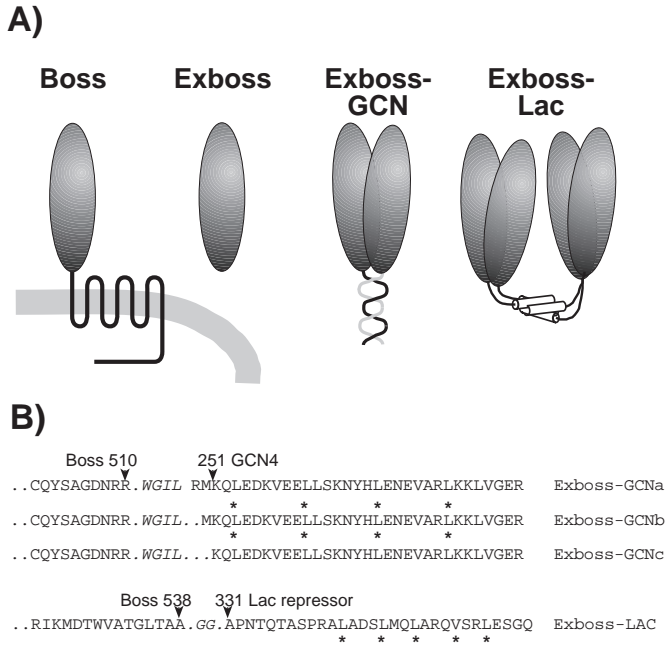 A)
Boss
Exboss
Exboss-
GCN
Exboss-
Lac
B)
Boss 510
251 GCN4
..CQYSAGDNRR.WGIL RMKQLEDKVEELLSKNYHLENEVARLKKLVGER Exboss-GCNa
* * * *
..CQYSAGDNRR.WGIL..MKQLEDKVEELLSKNYHLENEVARLKKLVGER Exboss-GCNb
* * * *
..CQYSAGDNRR.WGIL...KQLEDKVEELLSKNYHLENEVARLKKLVGER Exboss-GCNc
Boss 538
331 Lac repressor
..RIKMDTWVATGLTAA.GG.APNTQTASPRALADSLMQLARQVSRLESGQ Exboss-LAC
* * * * *